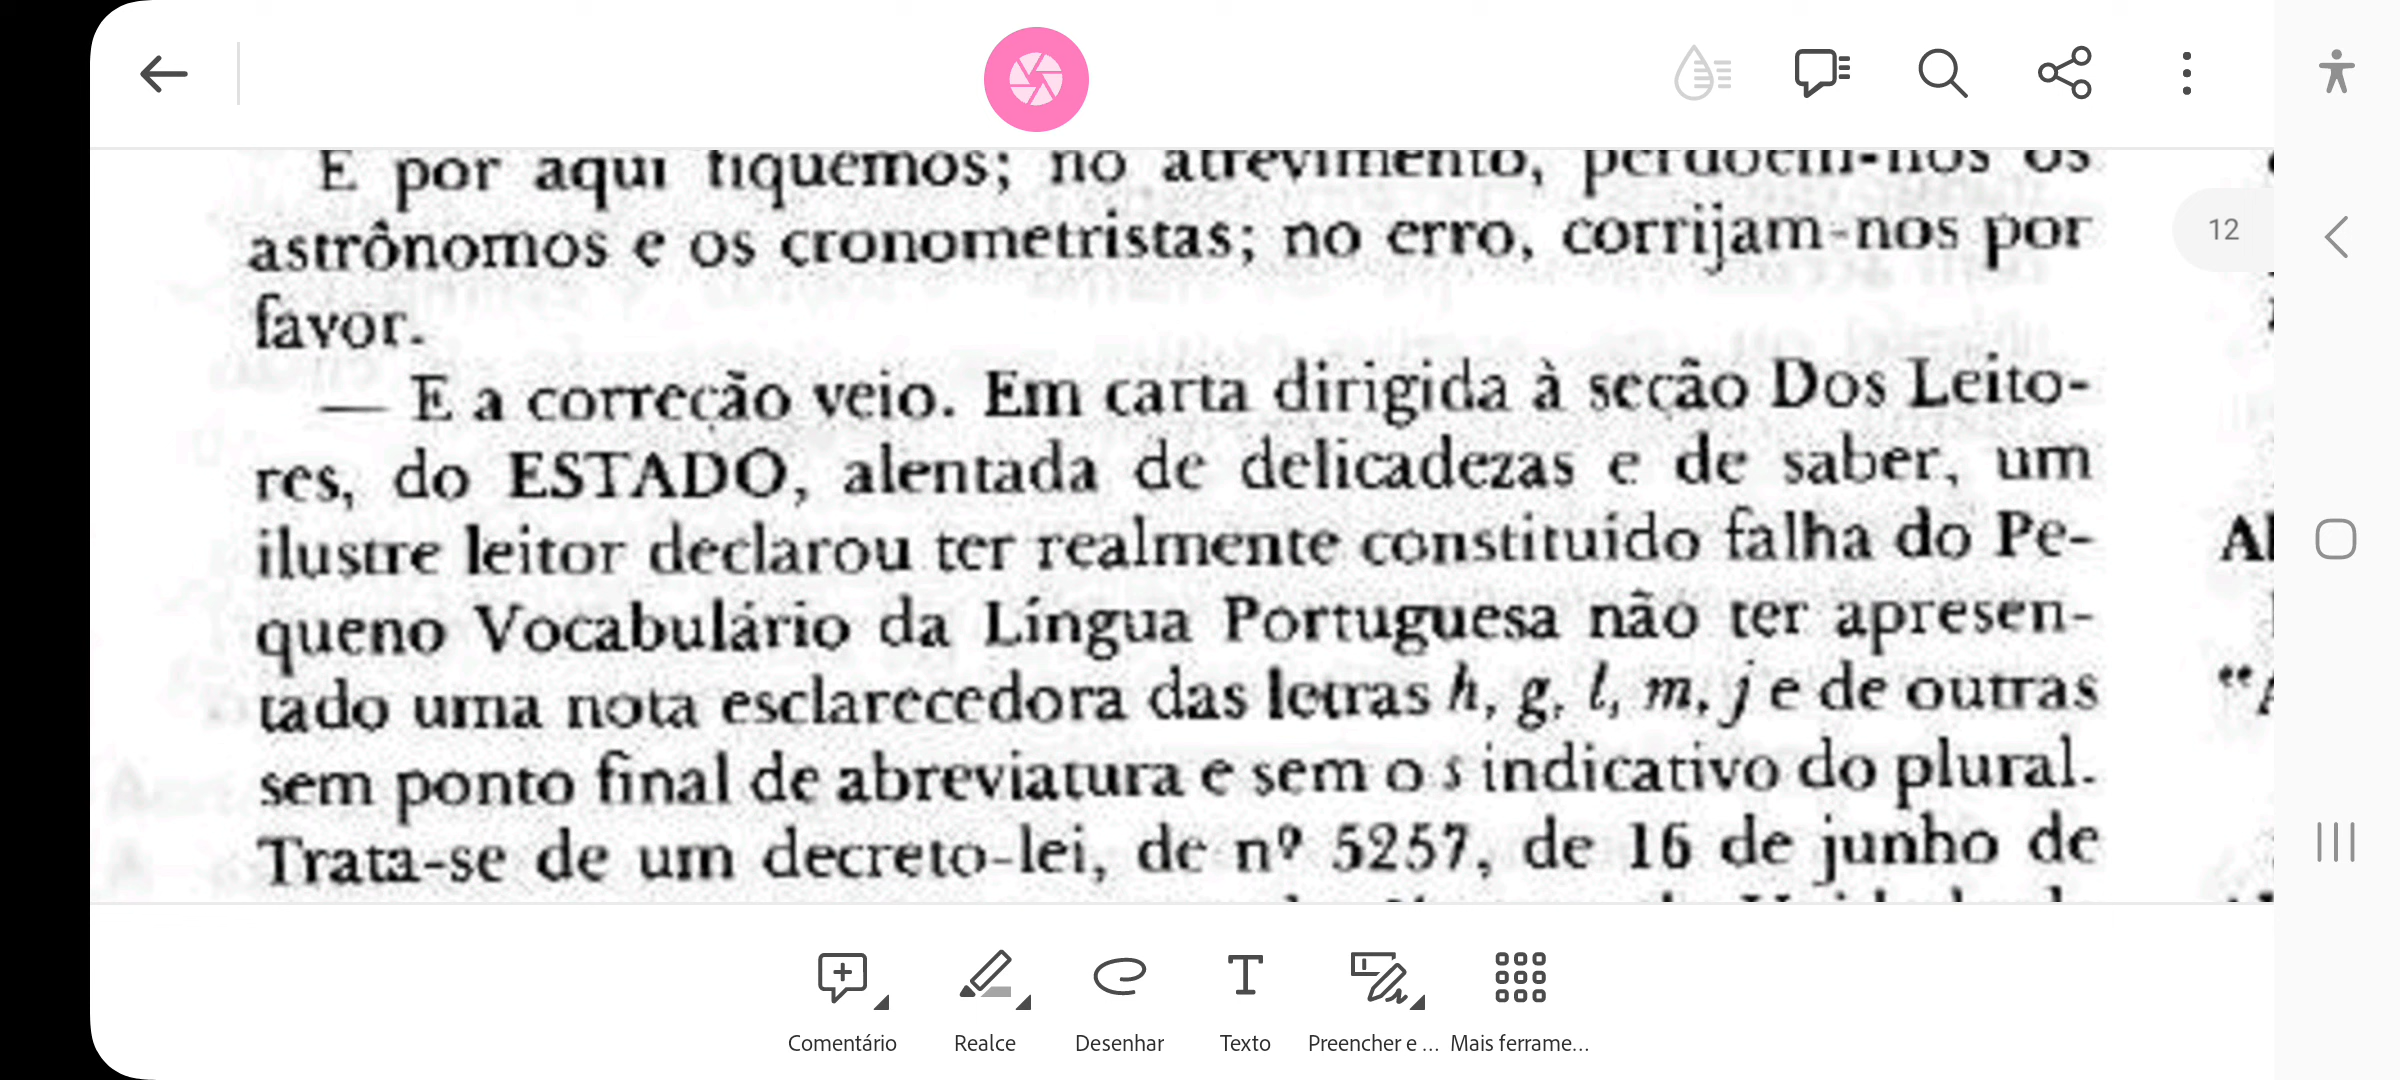 12
E por aqui fiquemos; no atrevimento, perdoem-nos os
astrônomos e os cronometristas; no erro, corrijam-nos por
favor.
— E a correção veio. Em carta dirigida à seção Dos Leito-
res, do ESTADO, alentada de delicadezas e de saber, um
ilustre leitor declarou ter realmente constituído falha do Pe-
queno Vocabulário da Língua Portuguesa não ter apresen-
tado uma nota esclarecedora das letras h, g, l, m, j e de outras
sem ponto final de abreviatura e sem o s indicativo do plural.
Trata-se de um decreto-lei, de nº 5257, de 16 de junho de
Comentário
Realce
Desenhar
Texto
Preencher e ...
Mais ferrame...